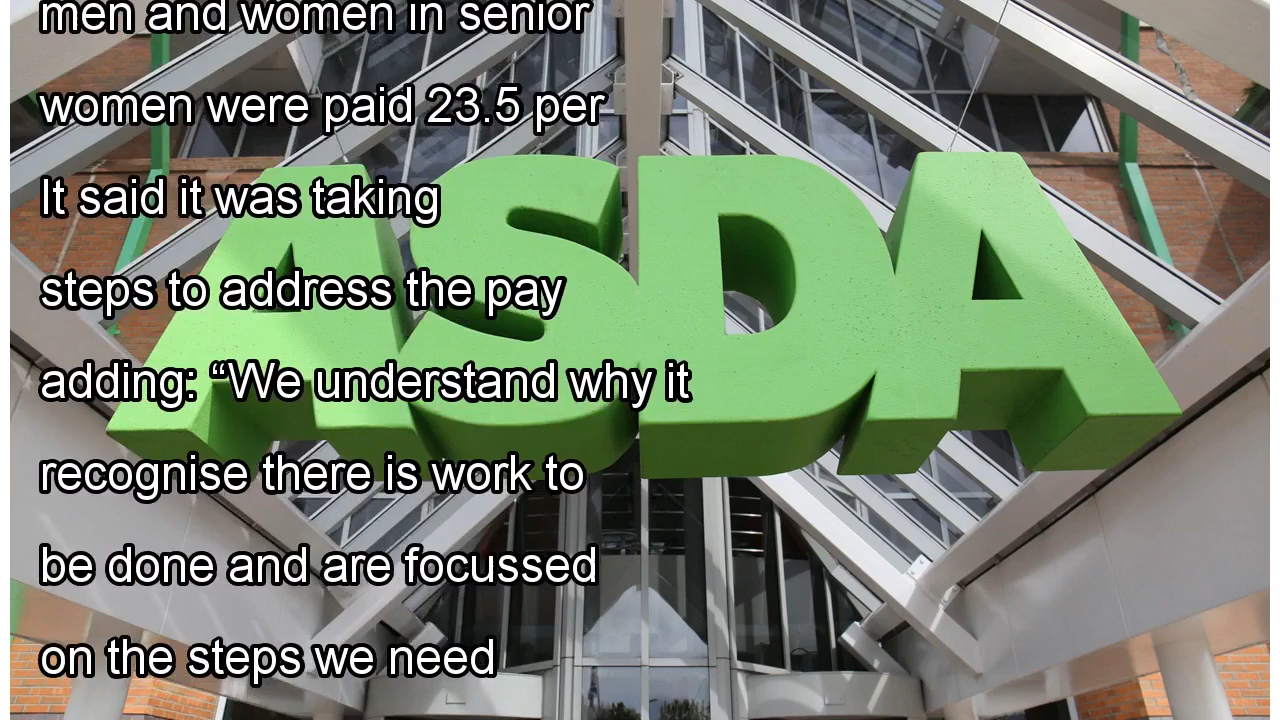 men and women in senior
women were paid 23.5 per
It said it was taking
steps to address the pay
adding: “We understand why it
recognise there is work to
be done and are focussed
on the steps we need
ASDA